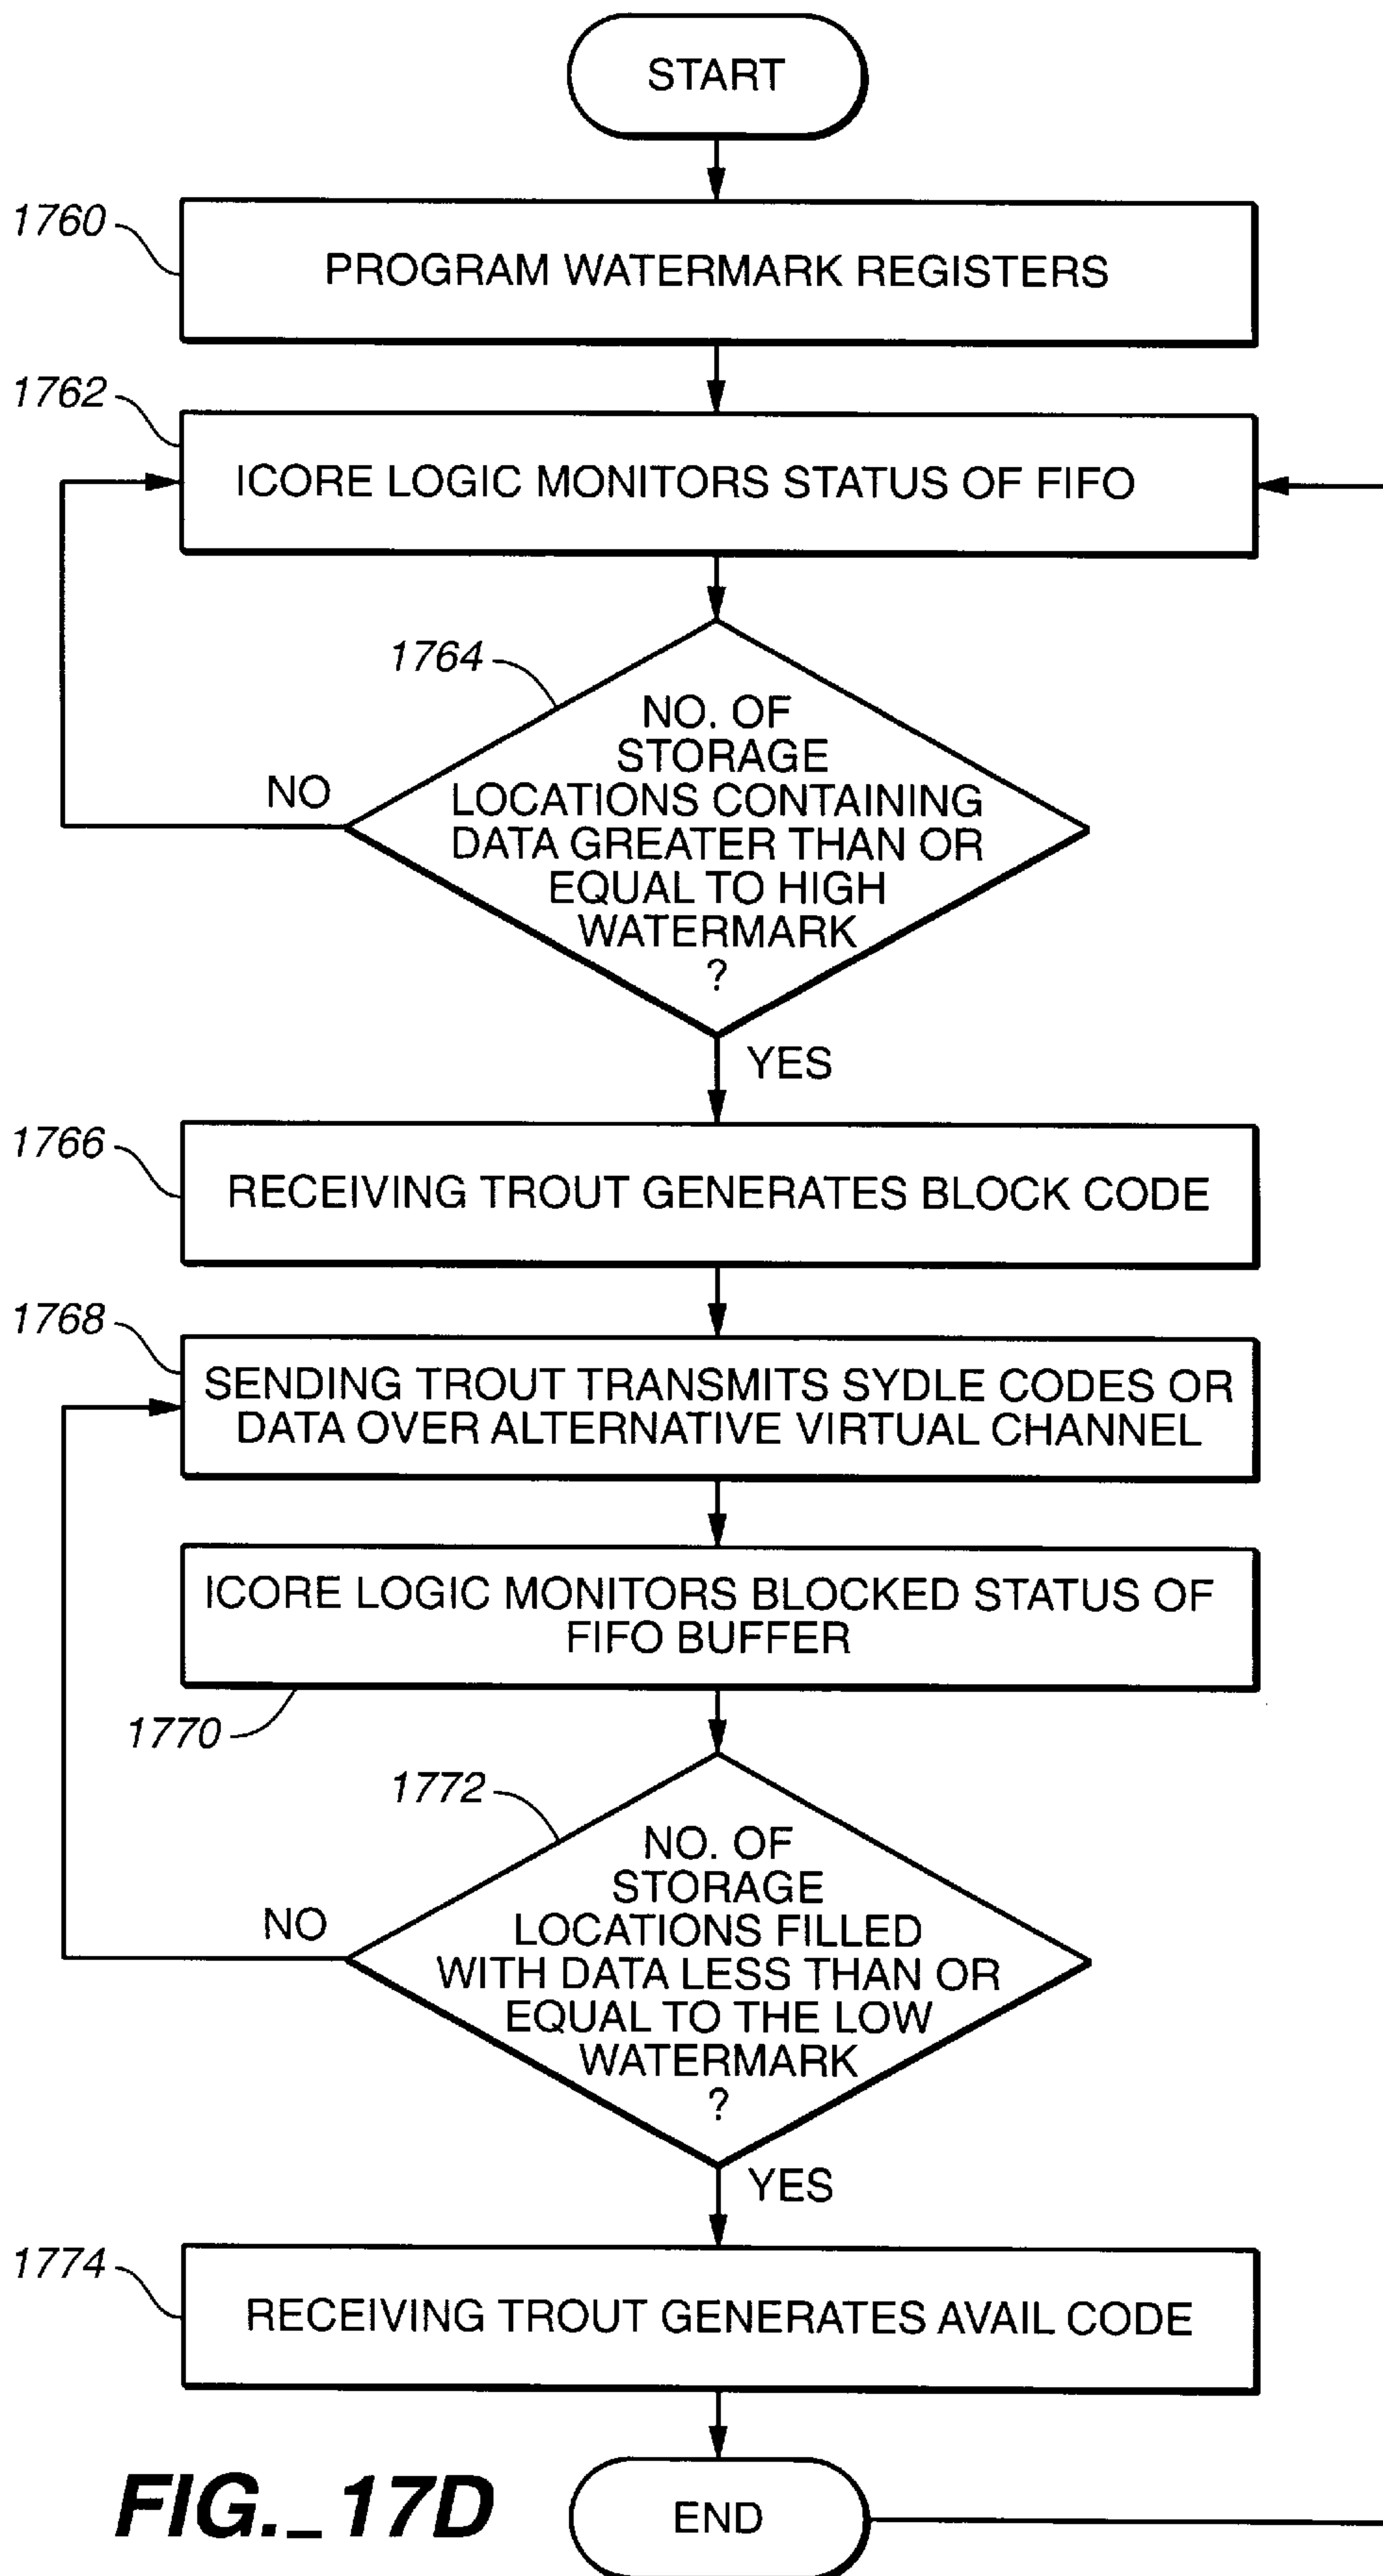 START
1760
PROGRAM WATERMARK REGISTERS
1762
ICORE LOGIC MONITORS STATUS OF FIFO
1764
NO. OF
STORAGE
LOCATIONS CONTAINING
DATA GREATER THAN OR
EQUAL TO HIGH
WATERMARK
?
NO
YES
1766
RECEIVING TROUT GENERATES BLOCK CODE
1768
SENDING TROUT TRANSMITS SYDLE CODES OR
DATA OVER ALTERNATIVE VIRTUAL CHANNEL
ICORE LOGIC MONITORS BLOCKED STATUS OF
FIFO BUFFER
1770
1772
NO. OF
STORAGE
LOCATIONS FILLED
WITH DATA LESS THAN OR
EQUAL TO THE LOW
WATERMARK
?
NO
YES
1774
RECEIVING TROUT GENERATES AVAIL CODE
END
FIG._17D